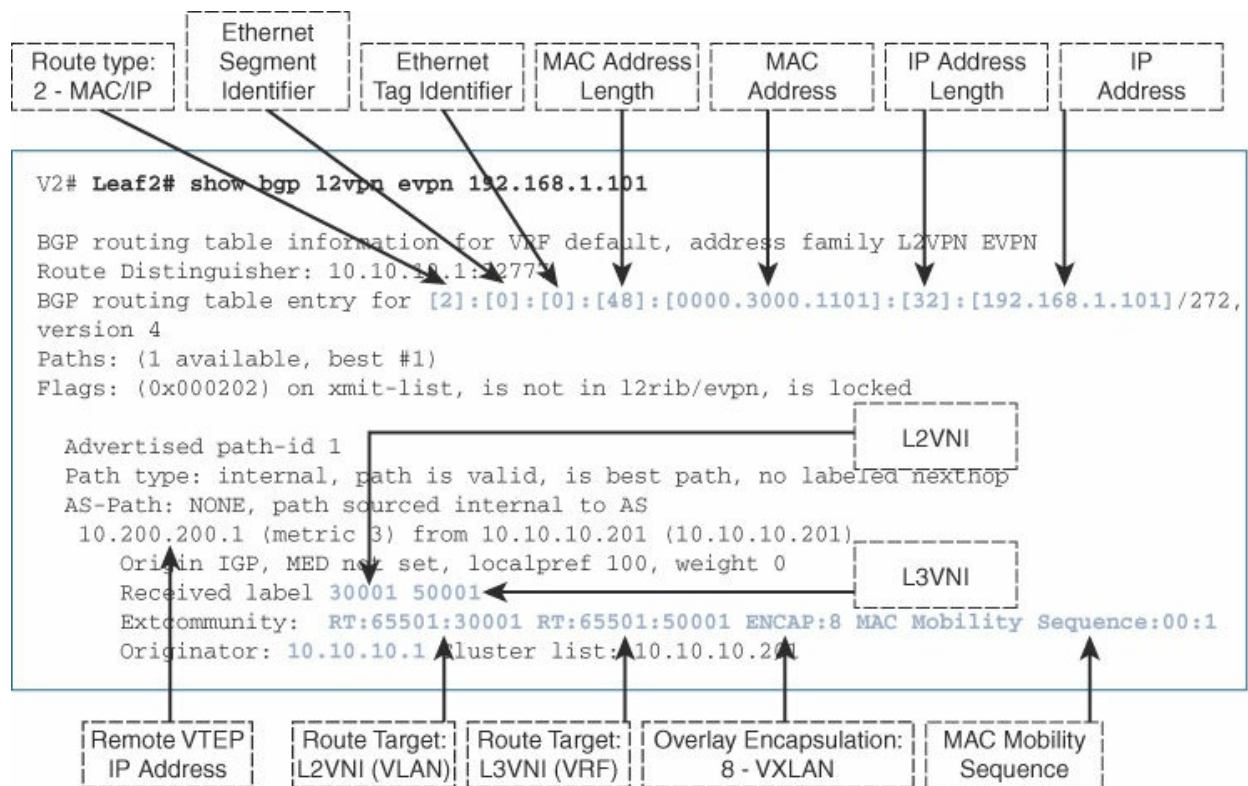 Route type:
2 - MAC/IP
Ethernet
Segment
Identifier
Ethernet
Tag Identifier
MAC Address
Length
MAC
Address
IP Address
Length
IP
Address
V2# Leaf2# show bgp l2vpn evpn 192.168.1.101
BGP routing table information for VRF default, address family L2VPN EVPN
Route Distinguisher: 10.10.10.1:3277
BGP routing table entry for [2]:[0]:[0]:[48]:[0000.3000.1101]:[32]:[192.168.1.101]/272,
version 4
Paths: (1 available, best #1)
Flags: (0x000202) on xmit-list, is not in l2rib/evpn, is locked
L2VNI
Advertised path-id 1
Path type: internal, path is valid, is best path, no labeled nexthop
AS-Path: NONE, path sourced internal to AS
10.200.200.1 (metric 3) from 10.10.10.201 (10.10.10.201)
Origin IGP, MED not set, localpref 100, weight 0
L3VNI
Received label 30001 50001
Extcommunity: RT:65501:30001 RT:65501:50001 ENCAP:8 MAC Mobility Sequence:00:1
Originator: 10.10.10.1 Cluster list: 10.10.10.201
Remote VTEP
IP Address
Route Target:
L2VNI (VLAN)
Route Target:
L3VNI (VRF)
Overlay Encapsulation:
8 - VXLAN
MAC Mobility
Sequence